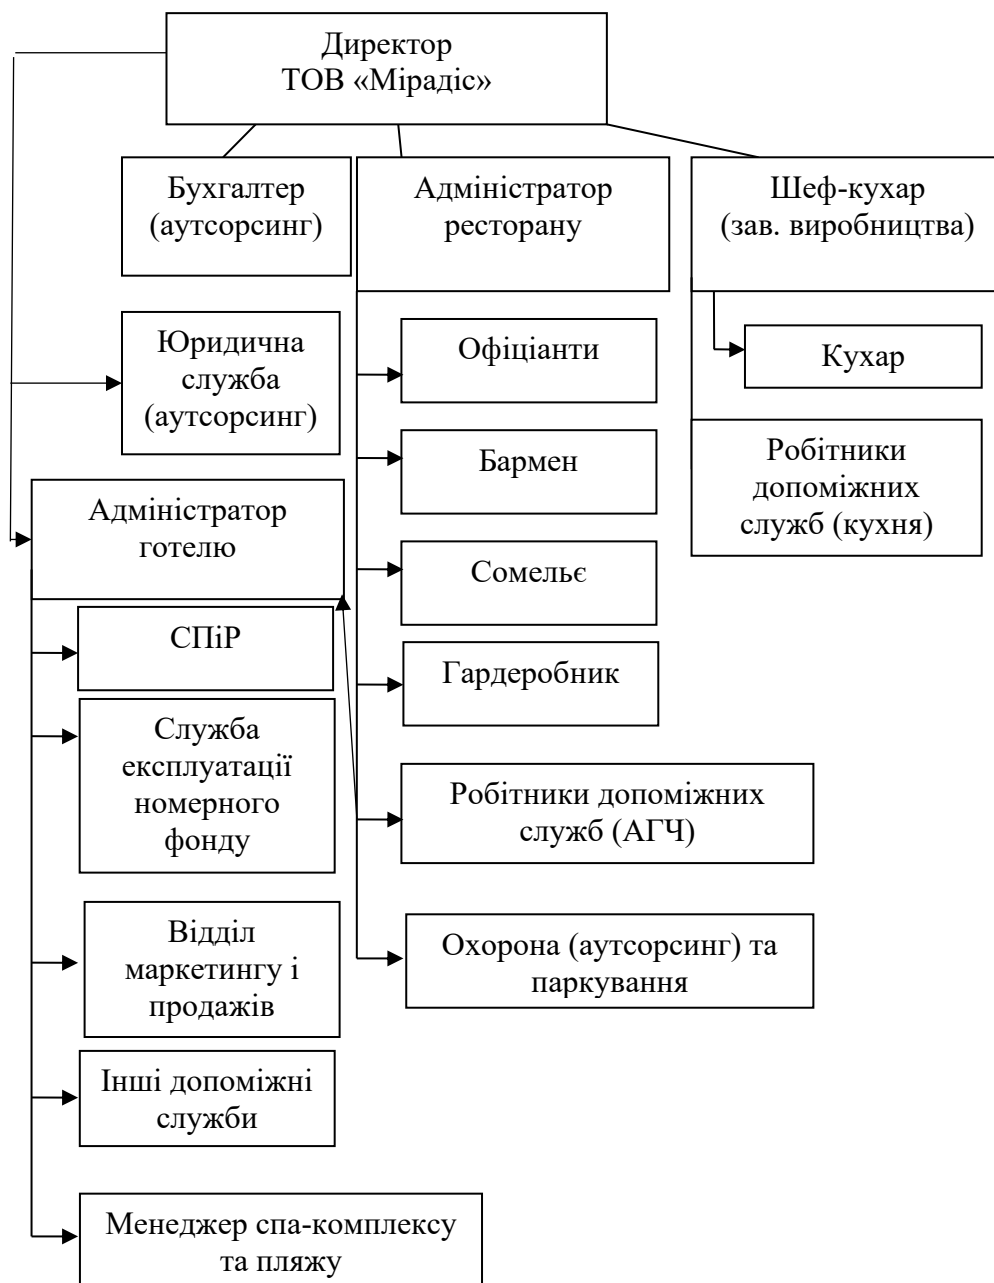 Директор
ТОВ «Мірадіс»
Бухгалтер
(аутсорсинг)
Адміністратор
ресторану
Шеф-кухар
(зав. виробництва)
Юридична
служба
(аутсорсинг)
Офіціанти
Кухар
Бармен
Робітники
допоміжних
служб (кухня)
Адміністратор
готелю
Сомельє
СПіР
Гардеробник
Служба
експлуатації
номерного
фонду
Робітники допоміжних
служб (АГЧ)
Відділ
маркетингу і
продажів
Охорона (аутсорсинг) та
паркування
Інші допоміжні
служби
Менеджер спа-комплексу
та пляжу